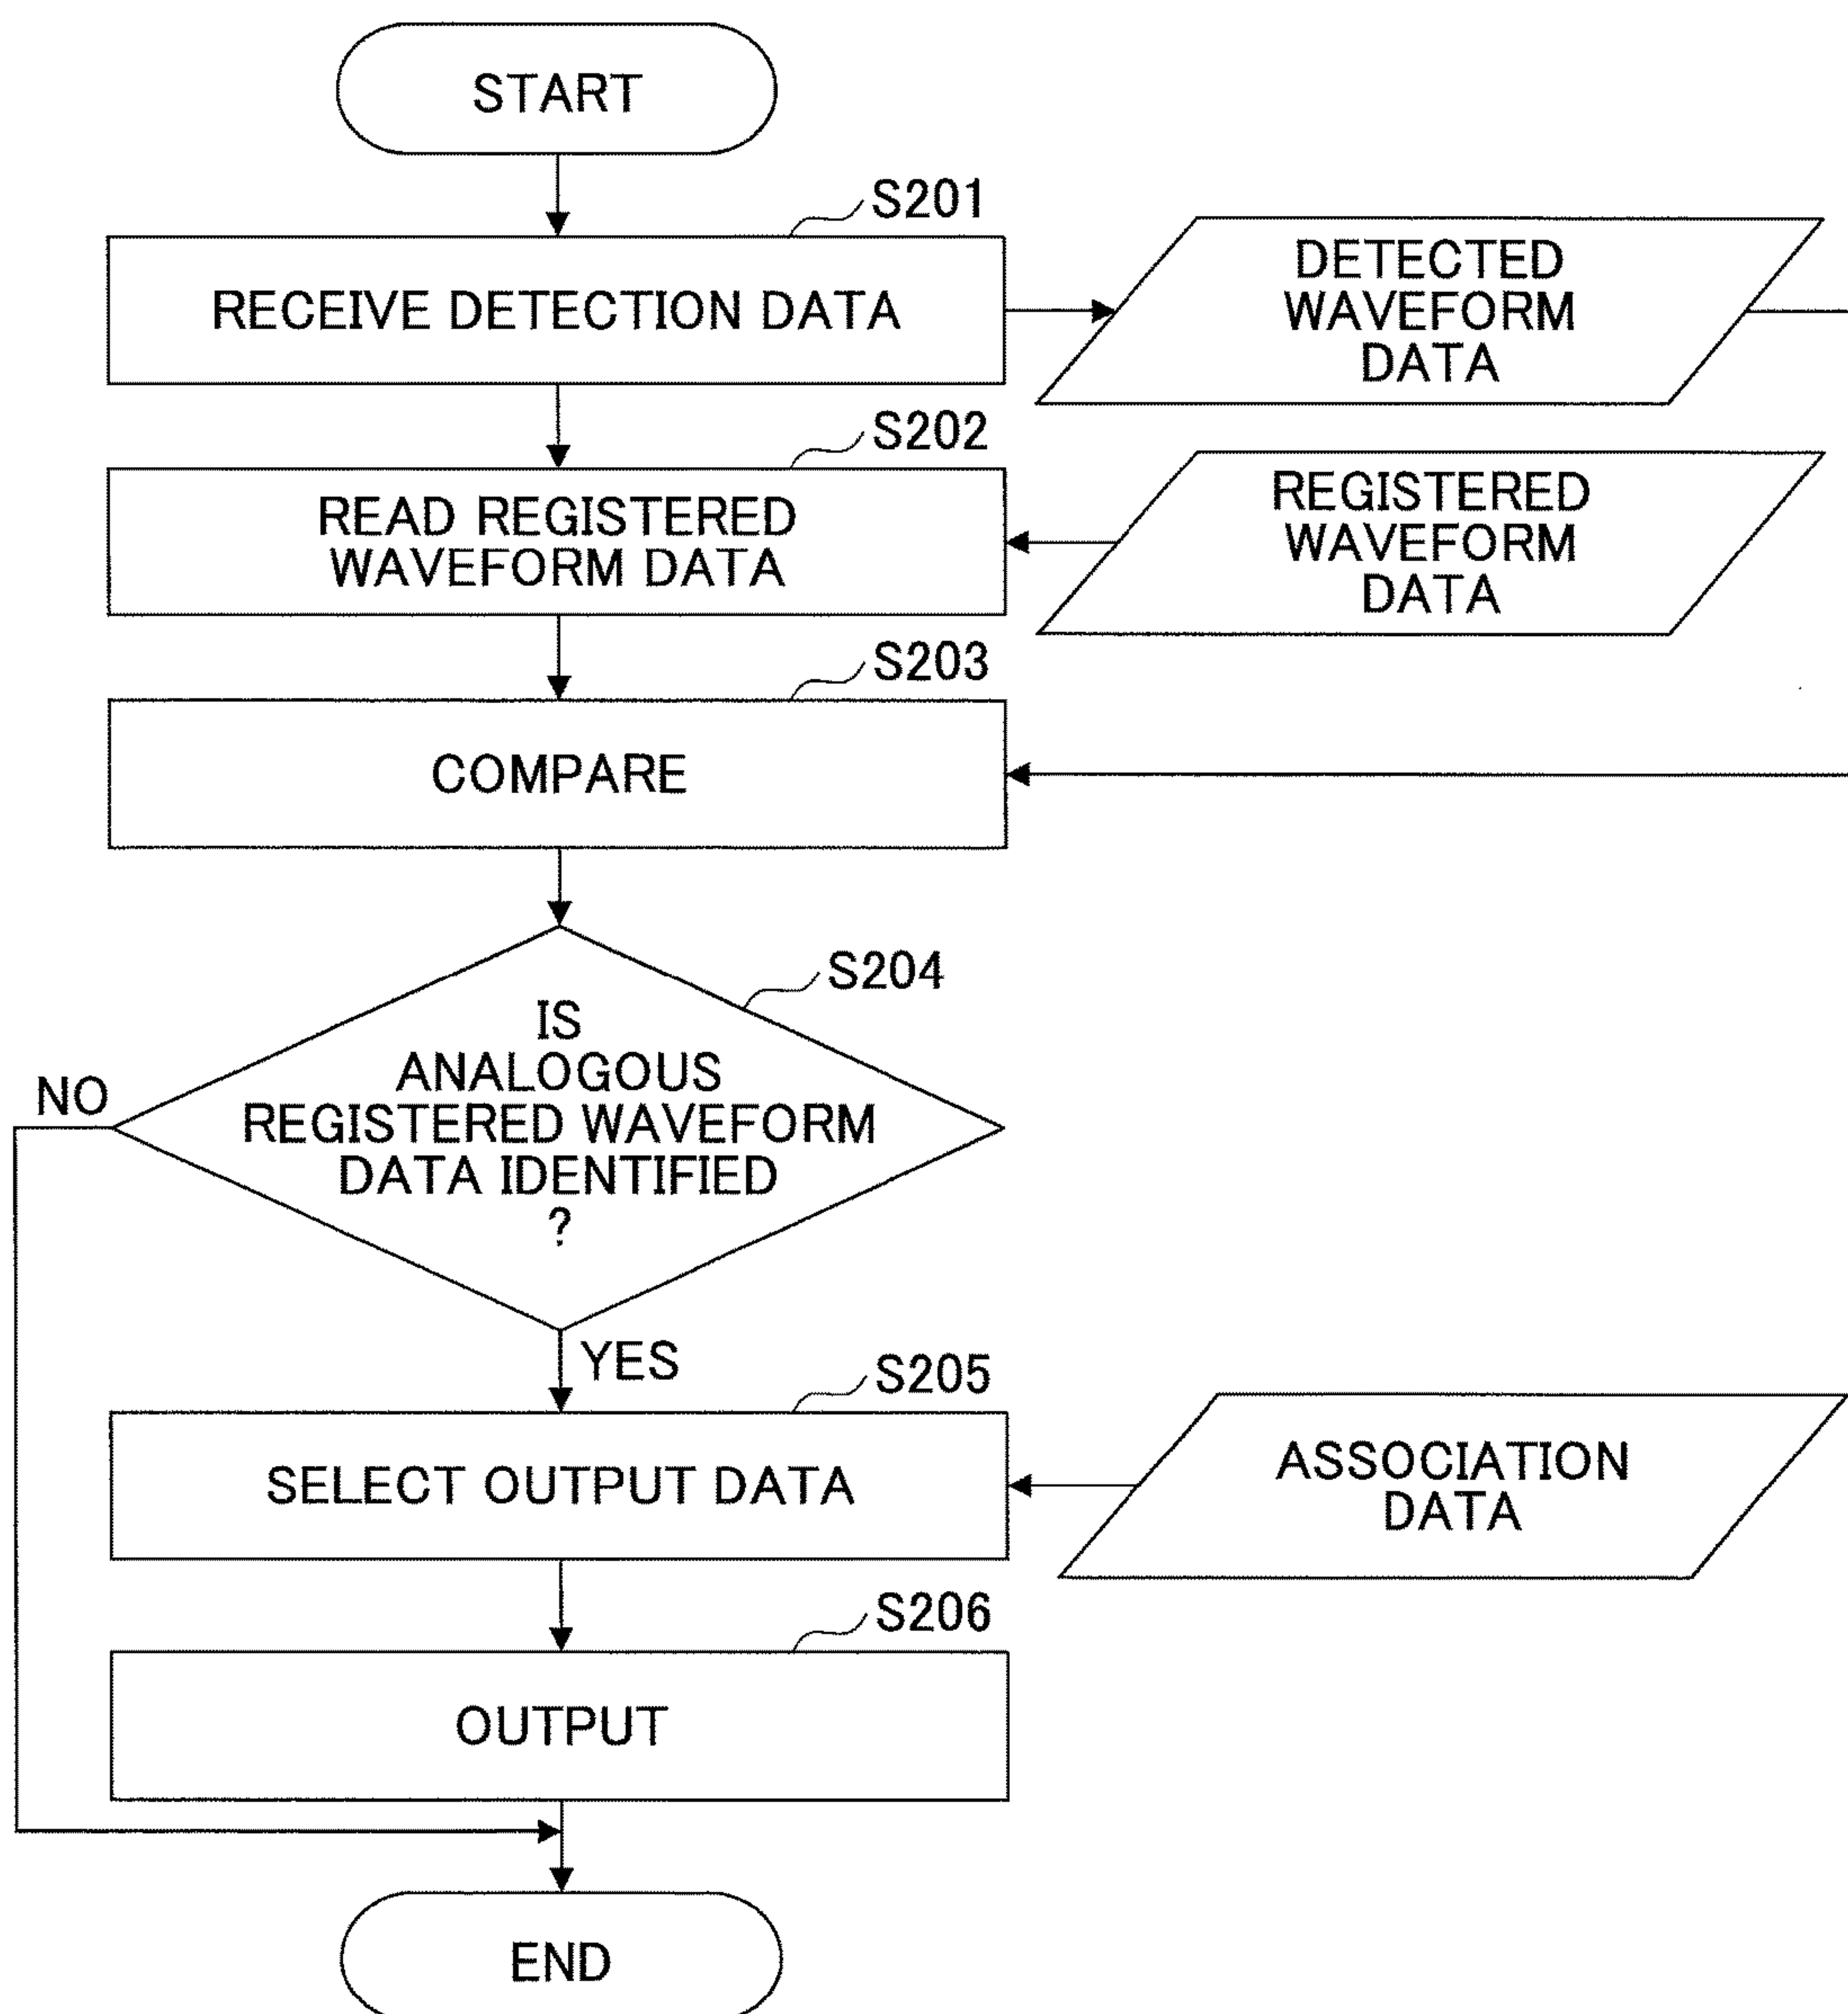 START
S201
RECEIVE DETECTION DATA
DETECTED
WAVEFORM
DATA
S202
READ REGISTERED
WAVEFORM DATA
REGISTERED
WAVEFORM
DATA
S203
COMPARE
S204
IS
ANALOGOUS
REGISTERED WAVEFORM
DATA IDENTIFIED
?
NO
YES
S205
SELECT OUTPUT DATA
ASSOCIATION
DATA
S206
OUTPUT
END